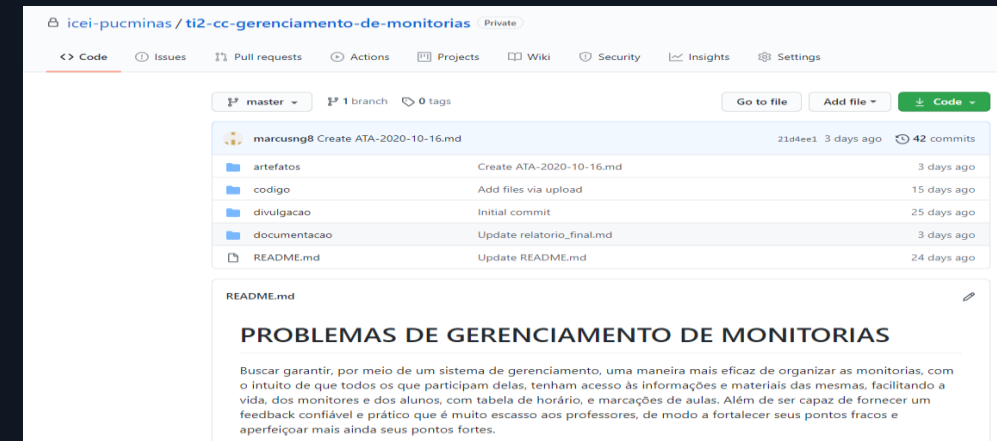 icei-pucminas / ti2-cc-gerenciamento-de-monitorias Private
Code Issues Pull requests Actions Projects Wiki Security Insights Settings
master 1 branch 0 tags Go to file Add file Code
marcusng8 Create ATA-2020-10-16.md 21d4ee1 3 days ago 42 commits
artefatos Create ATA-2020-10-16.md 3 days ago
codigo Add files via upload 15 days ago
divulgacao Initial commit 25 days ago
documentacao Update relatorio_final.md 3 days ago
README.md Update README.md 24 days ago
README.md
PROBLEMAS DE GERENCIAMENTO DE MONITORIAS
Buscar garantir, por meio de um sistema de gerenciamento, uma maneira mais eficaz de organizar as monitorias, com
o intuito de que todos os que participam delas, tenham acesso às informações e materiais das mesmas, facilitando a
vida, dos monitores e dos alunos, com tabela de horário, e marcações de aulas. Além de ser capaz de fornecer um
feedback confiável e prático que é muito escasso aos professores, de modo a fortalecer seus pontos fracos e
aperfeiçoar mais ainda seus pontos fortes.